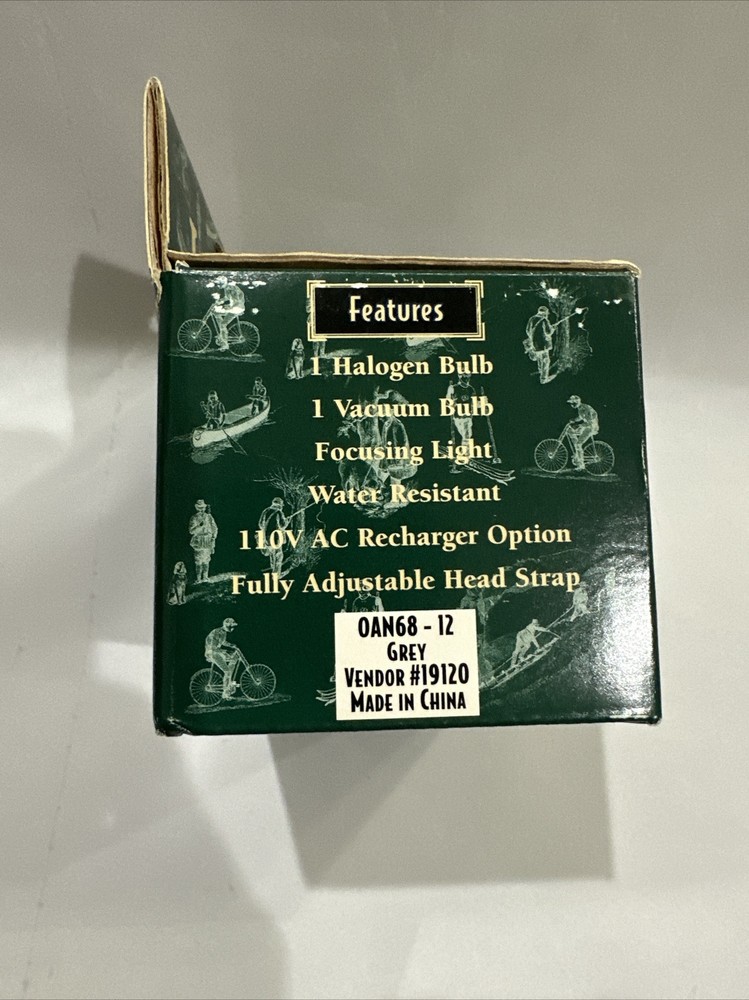 Features
1 Halogen Bulb
1 Vacuum Bulb
Focusing Light
Water Resistant
110V AC Recharger Option
Fully Adjustable Head Strap
OAN68 - 12
GREY
VENDOR #19120
MADE IN CHINA